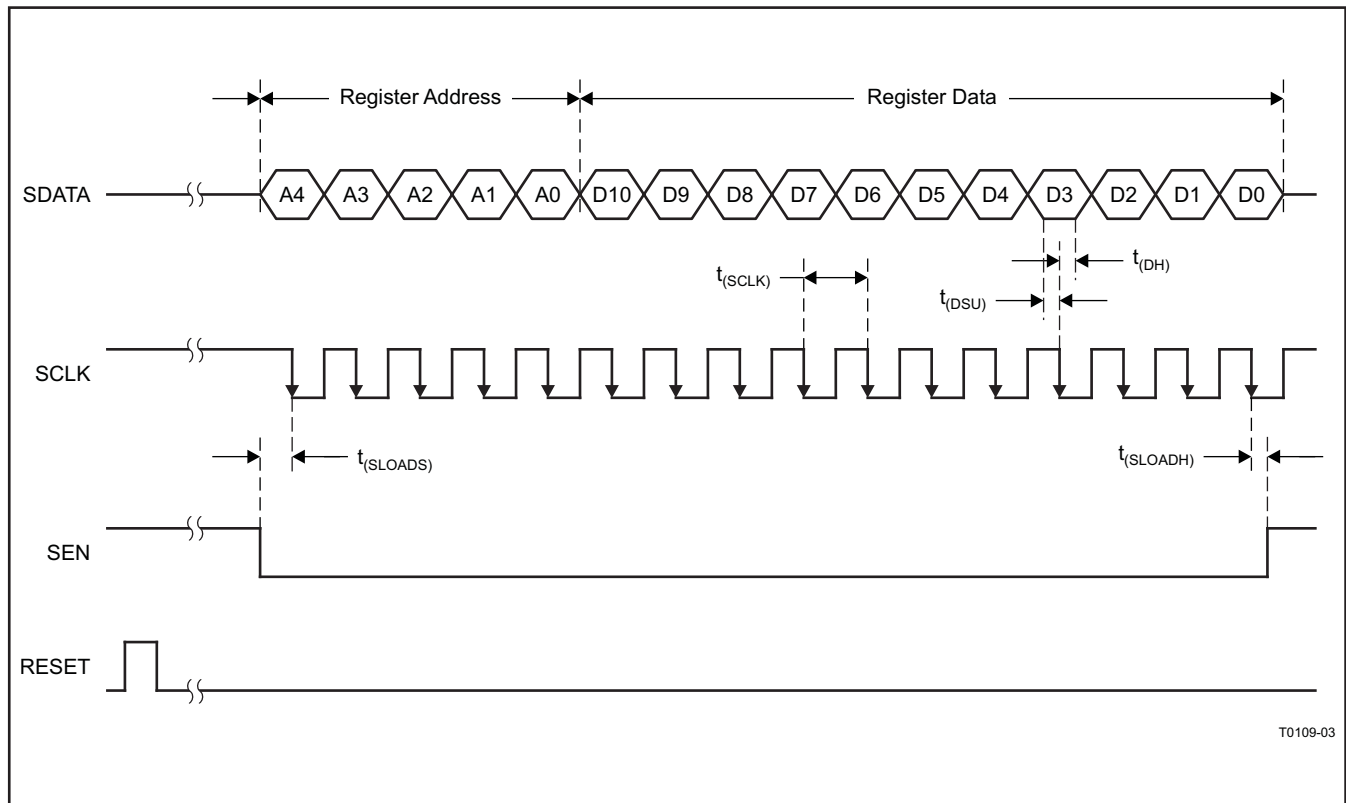 Register Address
Register Data
SDATA
A4 A3 A2 A1 A0 D10 D9 D8 D7 D6 D5 D4 D3 D2 D1 D0
t(DH)
t(SCLK)
t(DSU)
SCLK
t(SLOADS)
t(SLOADH)
SEN
RESET
T0109-03